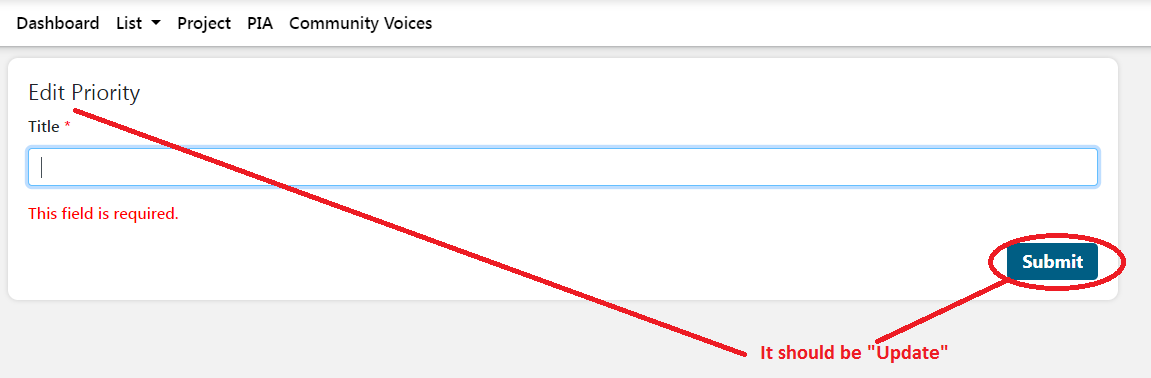 Dashboard List Project PIA Community Voices
Edit Priority
Title *
This field is required.
Submit
It should be "Update"